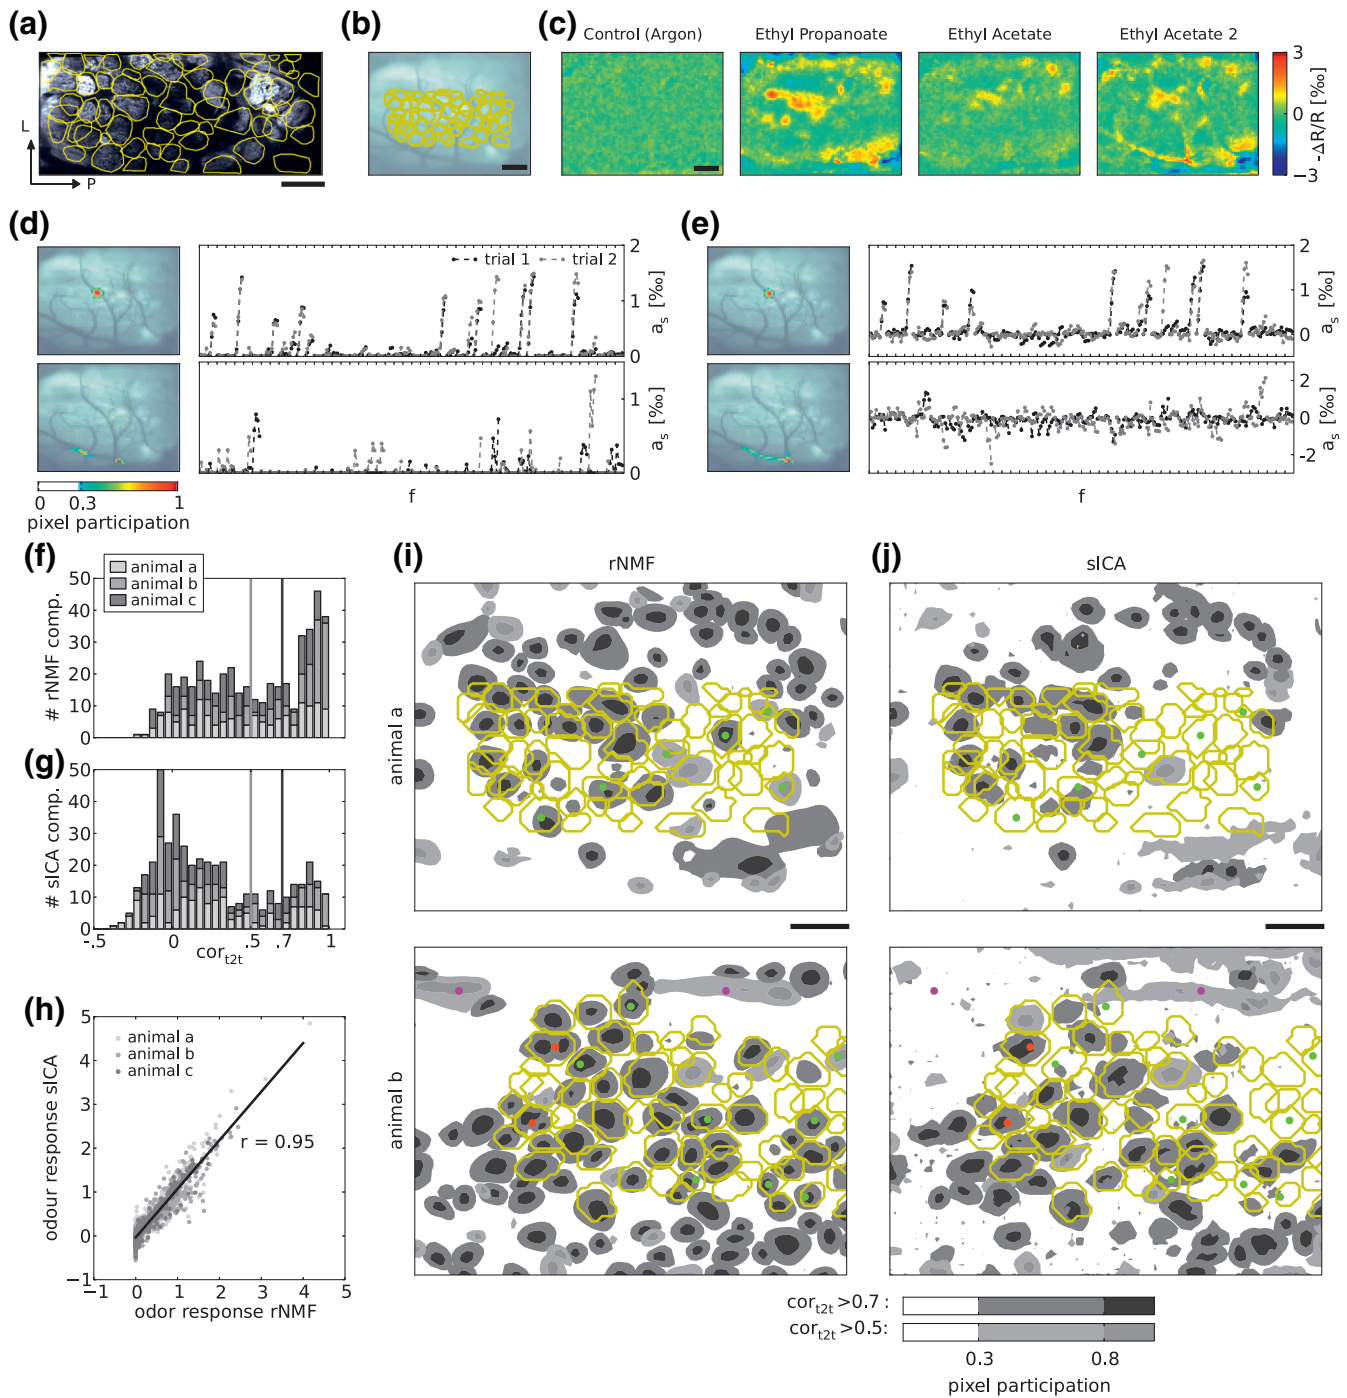 (a)
(b)
(c)
Control (Argon)
Ethyl Propanoate
Ethyl Acetate
Ethyl Acetate 2
L
P
3
0
−3
-ΔR/R [‰]
(d)
trial 1
trial 2
2
1
0
a_s [‰]
1
0
a_s [‰]
f
0
0.3
1
pixel participation
(e)
1
0
a_s [‰]
2
0
-2
a_s [‰]
f
(f)
animal a
animal b
animal c
50
40
30
20
10
0
# rNMF comp.
(g)
50
40
30
20
10
0
# sICA comp.
-.5
0
.5
.7
1
cor_t2t
(h)
animal a
animal b
animal c
r = 0.95
5
4
3
2
1
0
−1
odour response sICA
−1
0
1
2
3
4
5
odor response rNMF
(i)
rNMF
animal a
animal b
(j)
sICA
cor_t2t>0.7 :
cor_t2t>0.5:
0.3
0.8
pixel participation